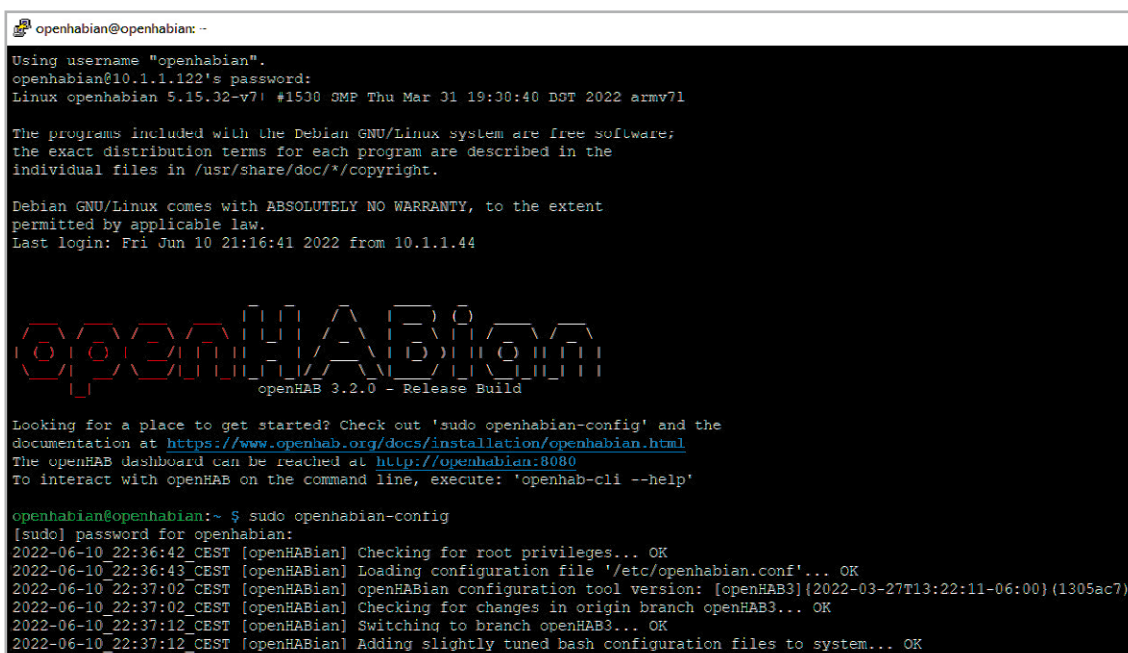 openhabian@openhabian: ~
Using username "openhabian".
openhabian@10.1.1.122's password:
Linux openhabian 5.15.32-v7l #1530 SMP Thu Mar 31 19:30:40 BST 2022 armv7l
The programs included with the Debian GNU/Linux system are free software;
the exact distribution terms for each program are described in the
individual files in /usr/share/doc/*/copyright.
Debian GNU/Linux comes with ABSOLUTELY NO WARRANTY, to the extent
permitted by applicable law.
Last login: Fri Jun 10 21:16:41 2022 from 10.1.1.44
openHABian
openHAB 3.2.0 - Release Build
Looking for a place to get started? Check out 'sudo openhabian-config' and the
documentation at https://www.openhab.org/docs/installation/openhabian.html
The openHAB dashboard can be reached at http://openhabian:8080
To interact with openHAB on the command line, execute: 'openhab-cli --help'
openhabian@openhabian:~ $ sudo openhabian-config
[sudo] password for openhabian:
2022-06-10_22:36:42_CEST [openHABian] Checking for root privileges... OK
2022-06-10_22:36:43_CEST [openHABian] Loading configuration file '/etc/openhabian.conf'... OK
2022-06-10_22:37:02_CEST [openHABian] openHABian configuration tool version: [openHAB3]{2022-03-27T13:22:11-06:00}(1305ac7)
2022-06-10_22:37:02_CEST [openHABian] Checking for changes in origin branch openHAB3... OK
2022-06-10_22:37:12_CEST [openHABian] Switching to branch openHAB3... OK
2022-06-10_22:37:12_CEST [openHABian] Adding slightly tuned bash configuration files to system... OK